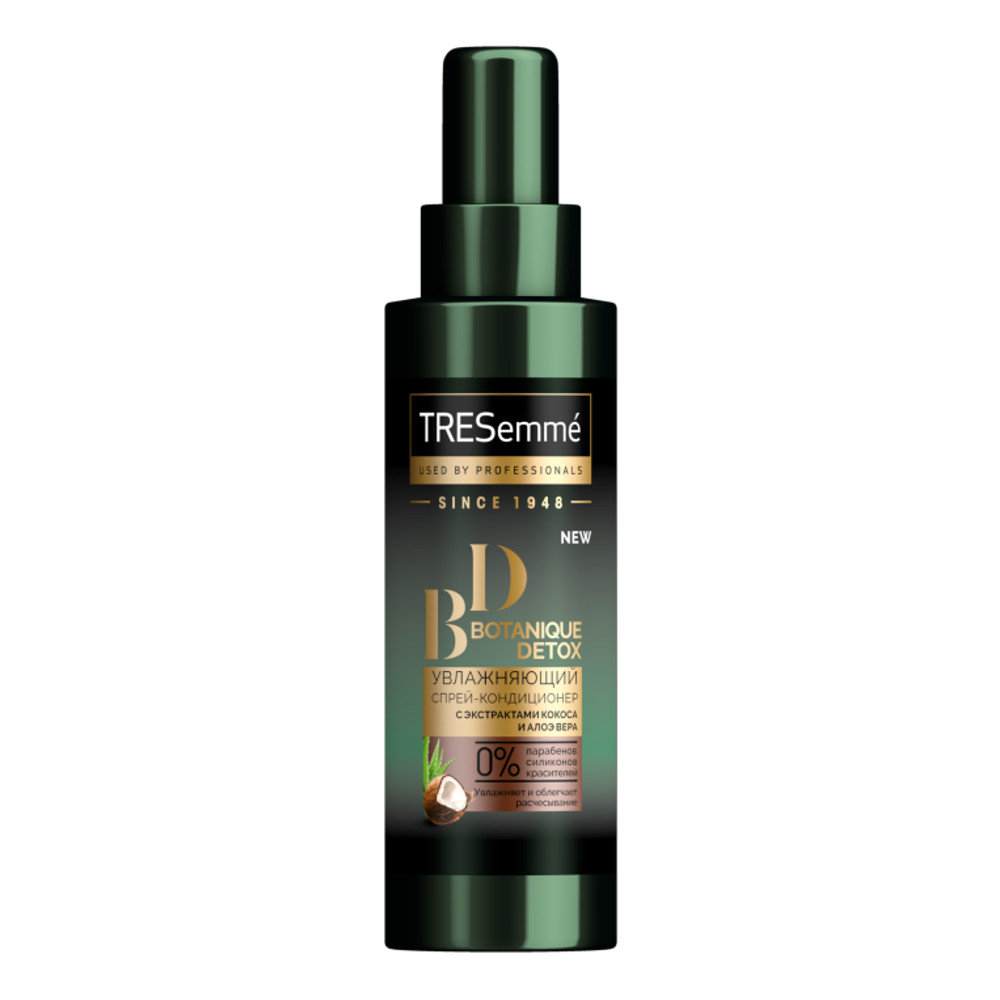 TRESemmé
USED BY PROFESSIONALS
SINCE 1948
NEW
BD
BOTANIQUE
DETOX
УВЛАЖНЯЮЩИЙ
СПРЕЙ-КОНДИЦИОНЕР
С ЭКСТРАКТАМИ КОКОСА
И АЛОЭ ВЕРА
0% парабенов
силиконов
красителей
Увлажняет и облегчает
расчесывание